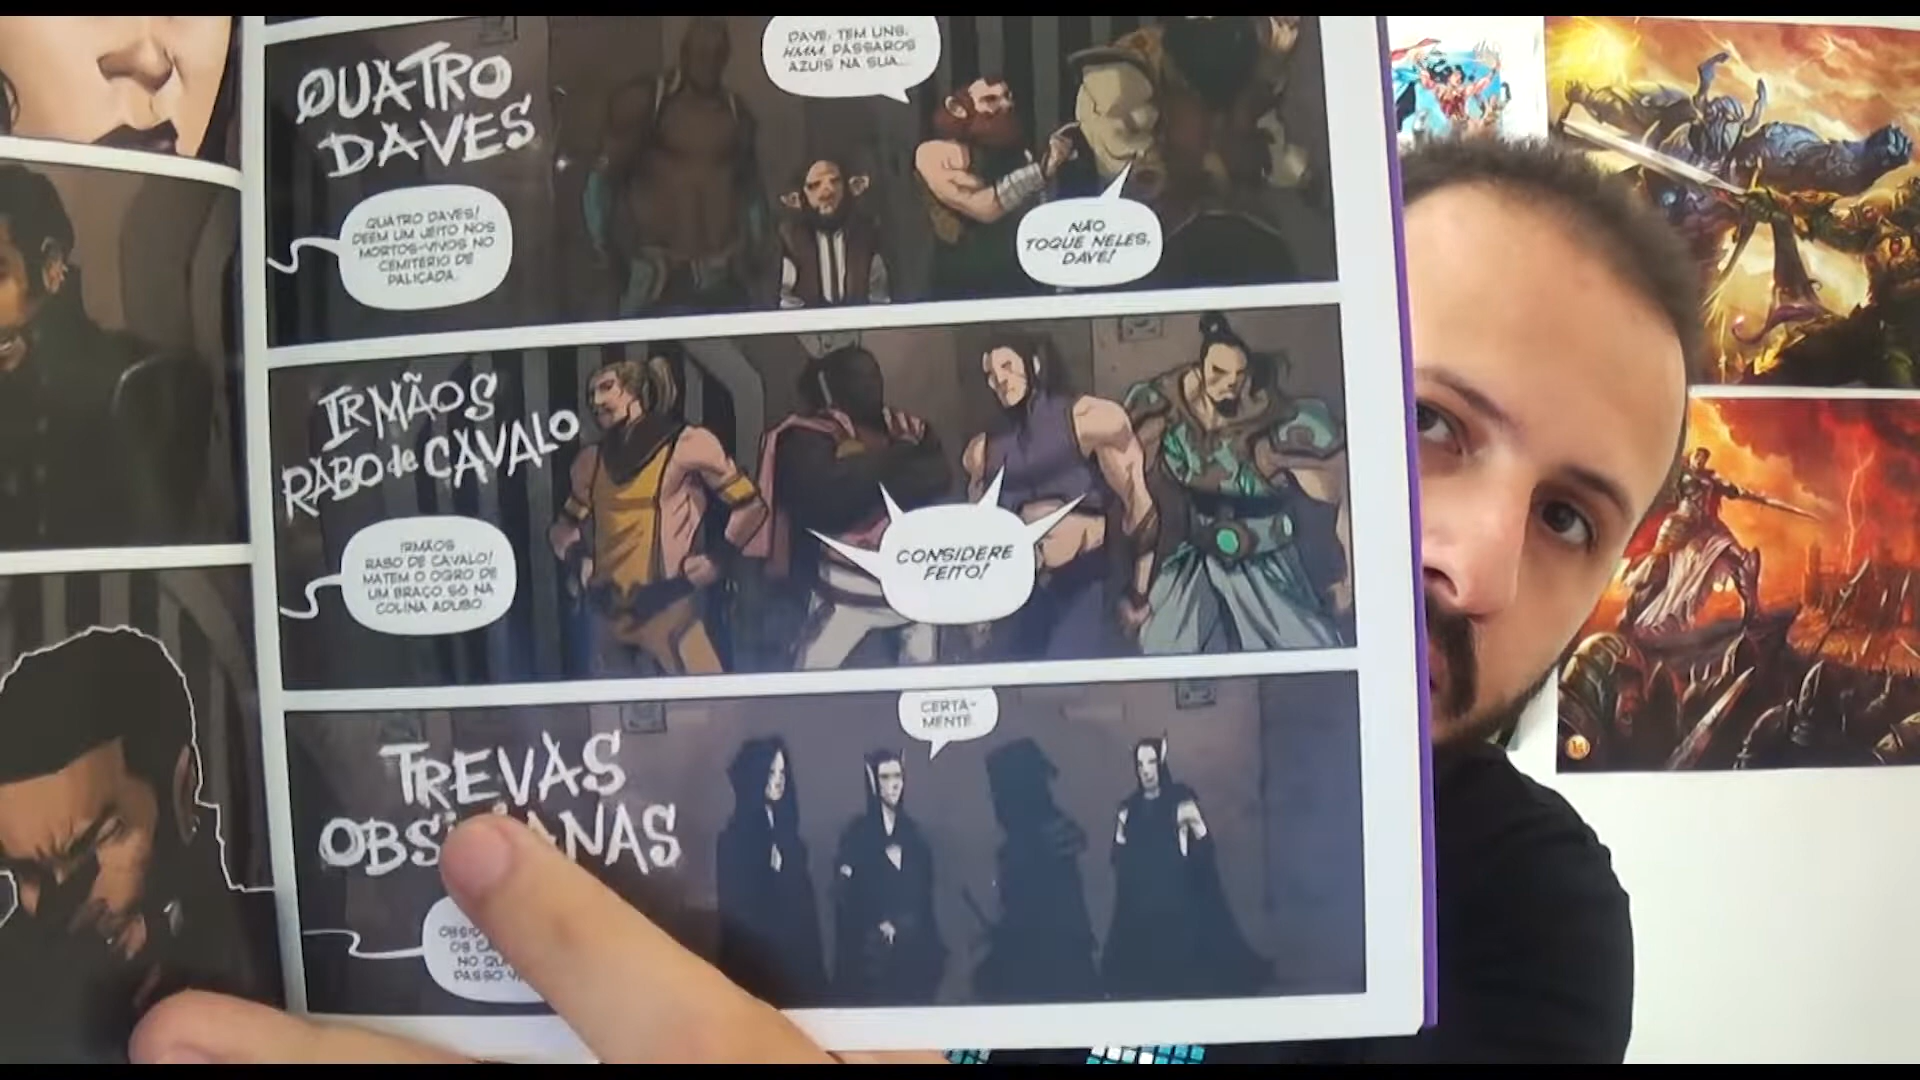 QUATRO
DAVES
DAVE, TEM UNS,
HMM, PÁSSAROS
AZUIS NA SUA...
QUATRO DAVES!
DEEM UM JEITO NOS
MORTOS-VIVOS NO
CEMITÉRIO DE
PALIÇADA.
NÃO
TOQUE NELES,
DAVE!
IRMÃOS
RABO de CAVALO
IRMÃOS
RABO DE CAVALO!
MATEM O OGRO DE
UM BRAÇO SÓ NA
COLINA ADUBO.
CONSIDERE
FEITO!
CERTA-
MENTE.
TREVAS
OS
NO